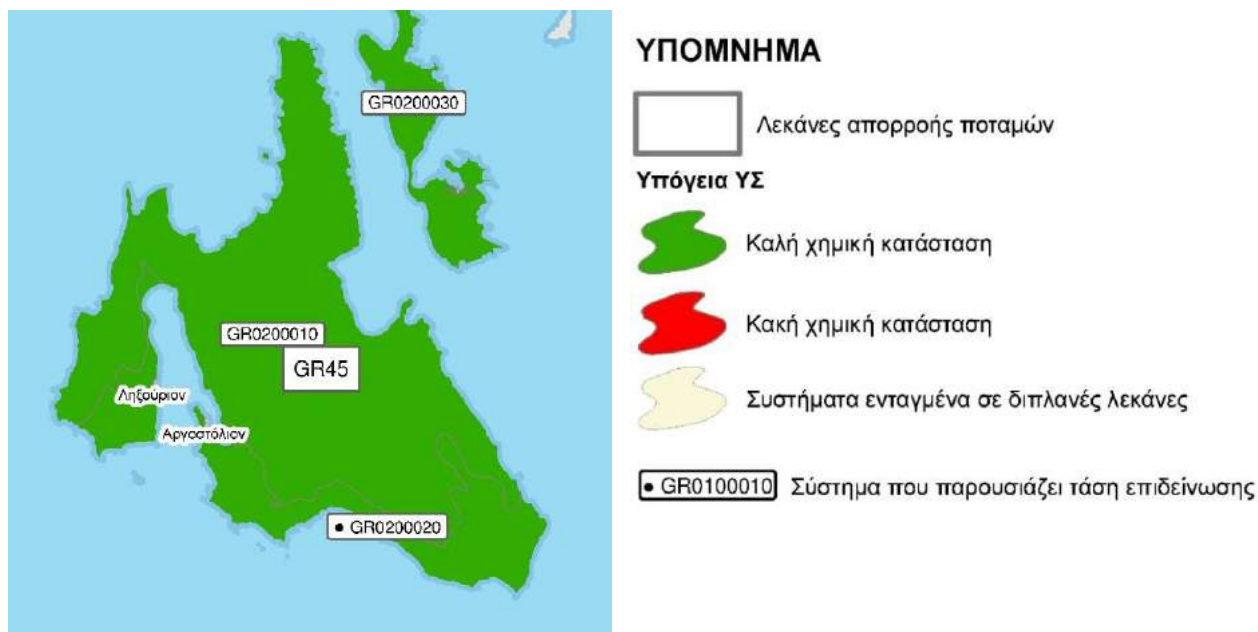 GR0200030
GR0200010
GR45
Ληξούριον
Αργοστόλιον
• GR0200020
ΥΠΟΜΝΗΜΑ
Λεκάνες απορροής ποταμών
Υπόγεια ΥΣ
Καλή χημική κατάσταση
Κακή χημική κατάσταση
Συστήματα ενταγμένα σε διπλανές λεκάνες
• GR0100010 Σύστημα που παρουσιάζει τάση επιδείνωσης